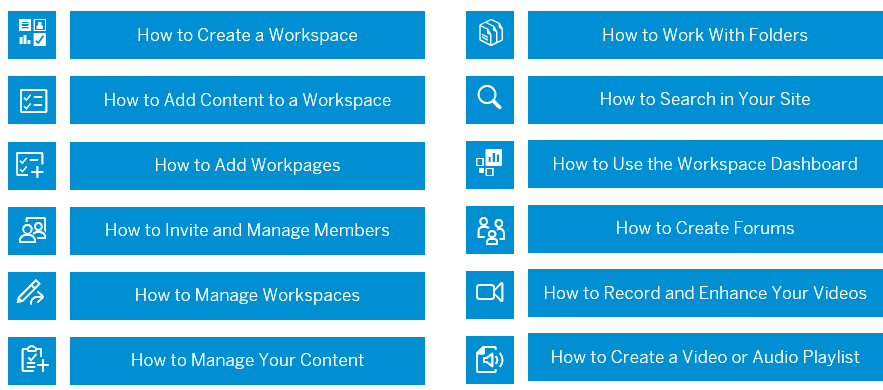 How to Create a Workspace
How to Add Content to a Workspace
How to Add Workpages
How to Invite and Manage Members
How to Manage Workspaces
How to Manage Your Content
How to Work With Folders
How to Search in Your Site
How to Use the Workspace Dashboard
How to Create Forums
How to Record and Enhance Your Videos
How to Create a Video or Audio Playlist